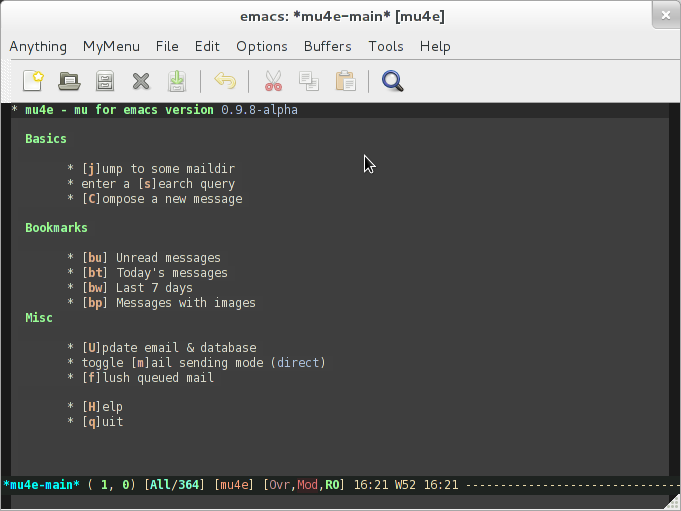 emacs: *mu4e-main* [mu4e]
Anything MyMenu File Edit Options Buffers Tools Help
* mu4e - mu for emacs version 0.9.8-alpha
Basics
* [j]ump to some maildir
* enter a [s]earch query
* [C]ompose a new message
Bookmarks
* [bu] Unread messages
* [bt] Today's messages
* [bw] Last 7 days
* [bp] Messages with images
Misc
* [U]pdate email & database
* toggle [m]ail sending mode (direct)
* [f]lush queued mail
* [H]elp
* [q]uit
*mu4e-main* ( 1, 0) [All/364] [mu4e] [Ovr,Mod,RO] 16:21 W52 16:21 ------------------------------